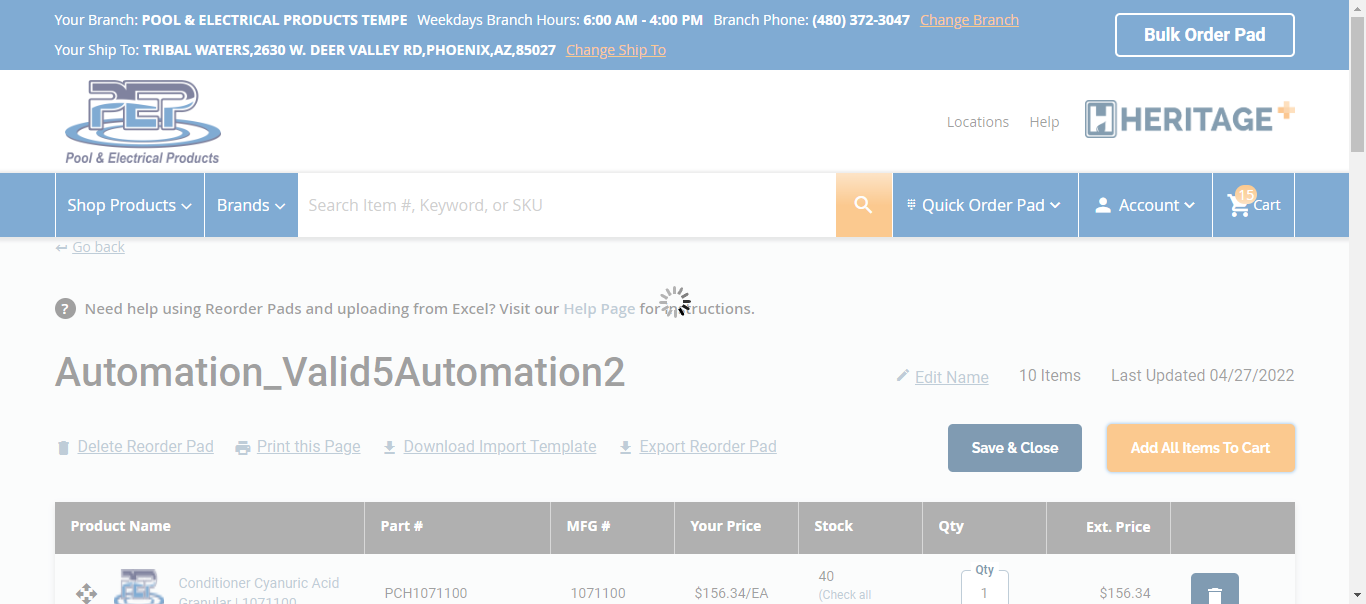 Your Branch: POOL & ELECTRICAL PRODUCTS TEMPE Weekdays Branch Hours: 6:00 AM - 4:00 PM Branch Phone: (480) 372-3047 Change Branch
Your Ship To: TRIBAL WATERS,2630 W. DEER VALLEY RD,PHOENIX,AZ,85027 Change Ship To
Bulk Order Pad
PEP
Pool & Electrical Products
Locations Help HERITAGE+
Shop Products Brands Search Item #, Keyword, or SKU Quick Order Pad Account 15 Cart
Go back
? Need help using Reorder Pads and uploading from Excel? Visit our Help Page for instructions.
Automation_Valid5Automation2 Edit Name 10 Items Last Updated 04/27/2022
Delete Reorder Pad Print this Page Download Import Template Export Reorder Pad Save & Close Add All Items To Cart
Product Name Part # MFG # Your Price Stock Qty Ext. Price
Conditioner Cyanuric Acid
Granular | 1071100
PCH1071100 1071100 $156.34/EA
40
(Check all
Qty
1
$156.34